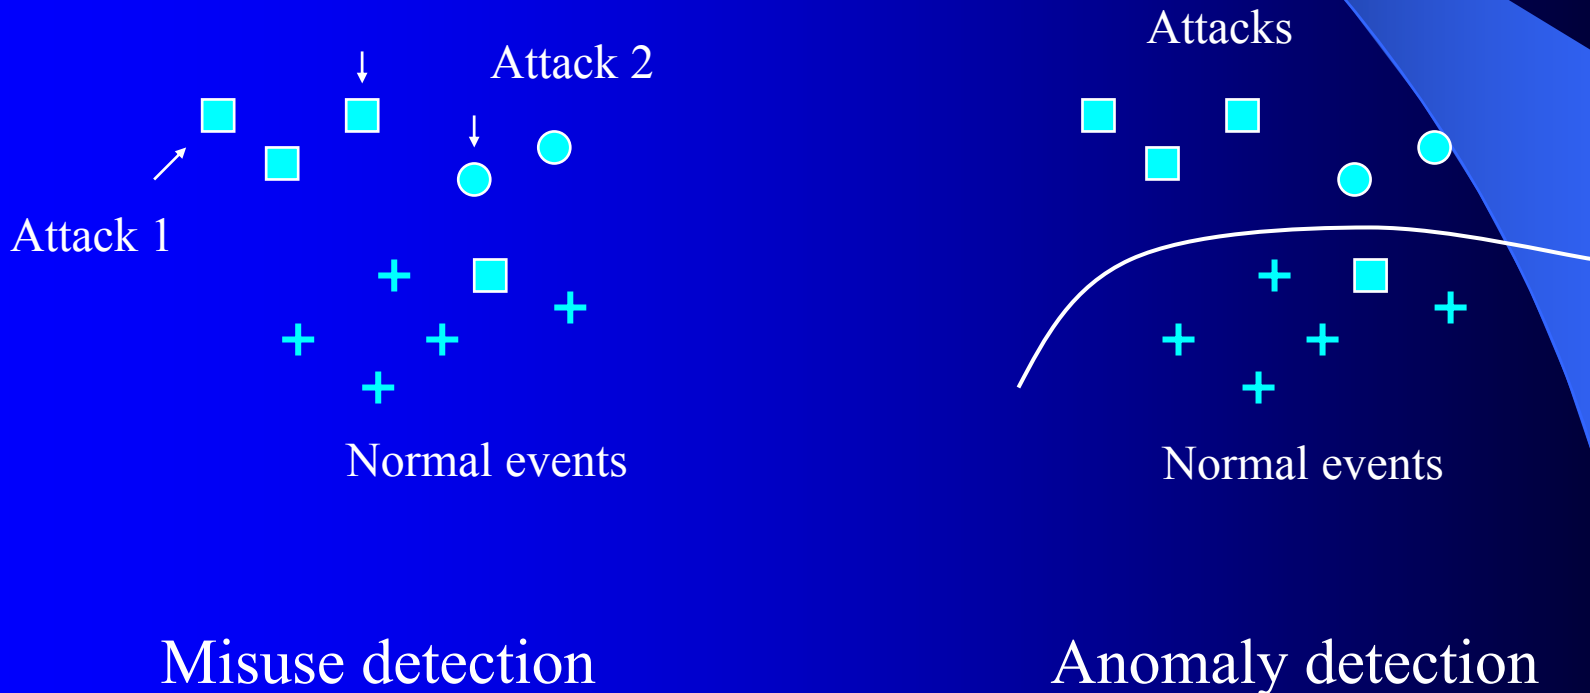 Attack 2
Attack 1
Normal events
Misuse detection
Attacks
Normal events
Anomaly detection